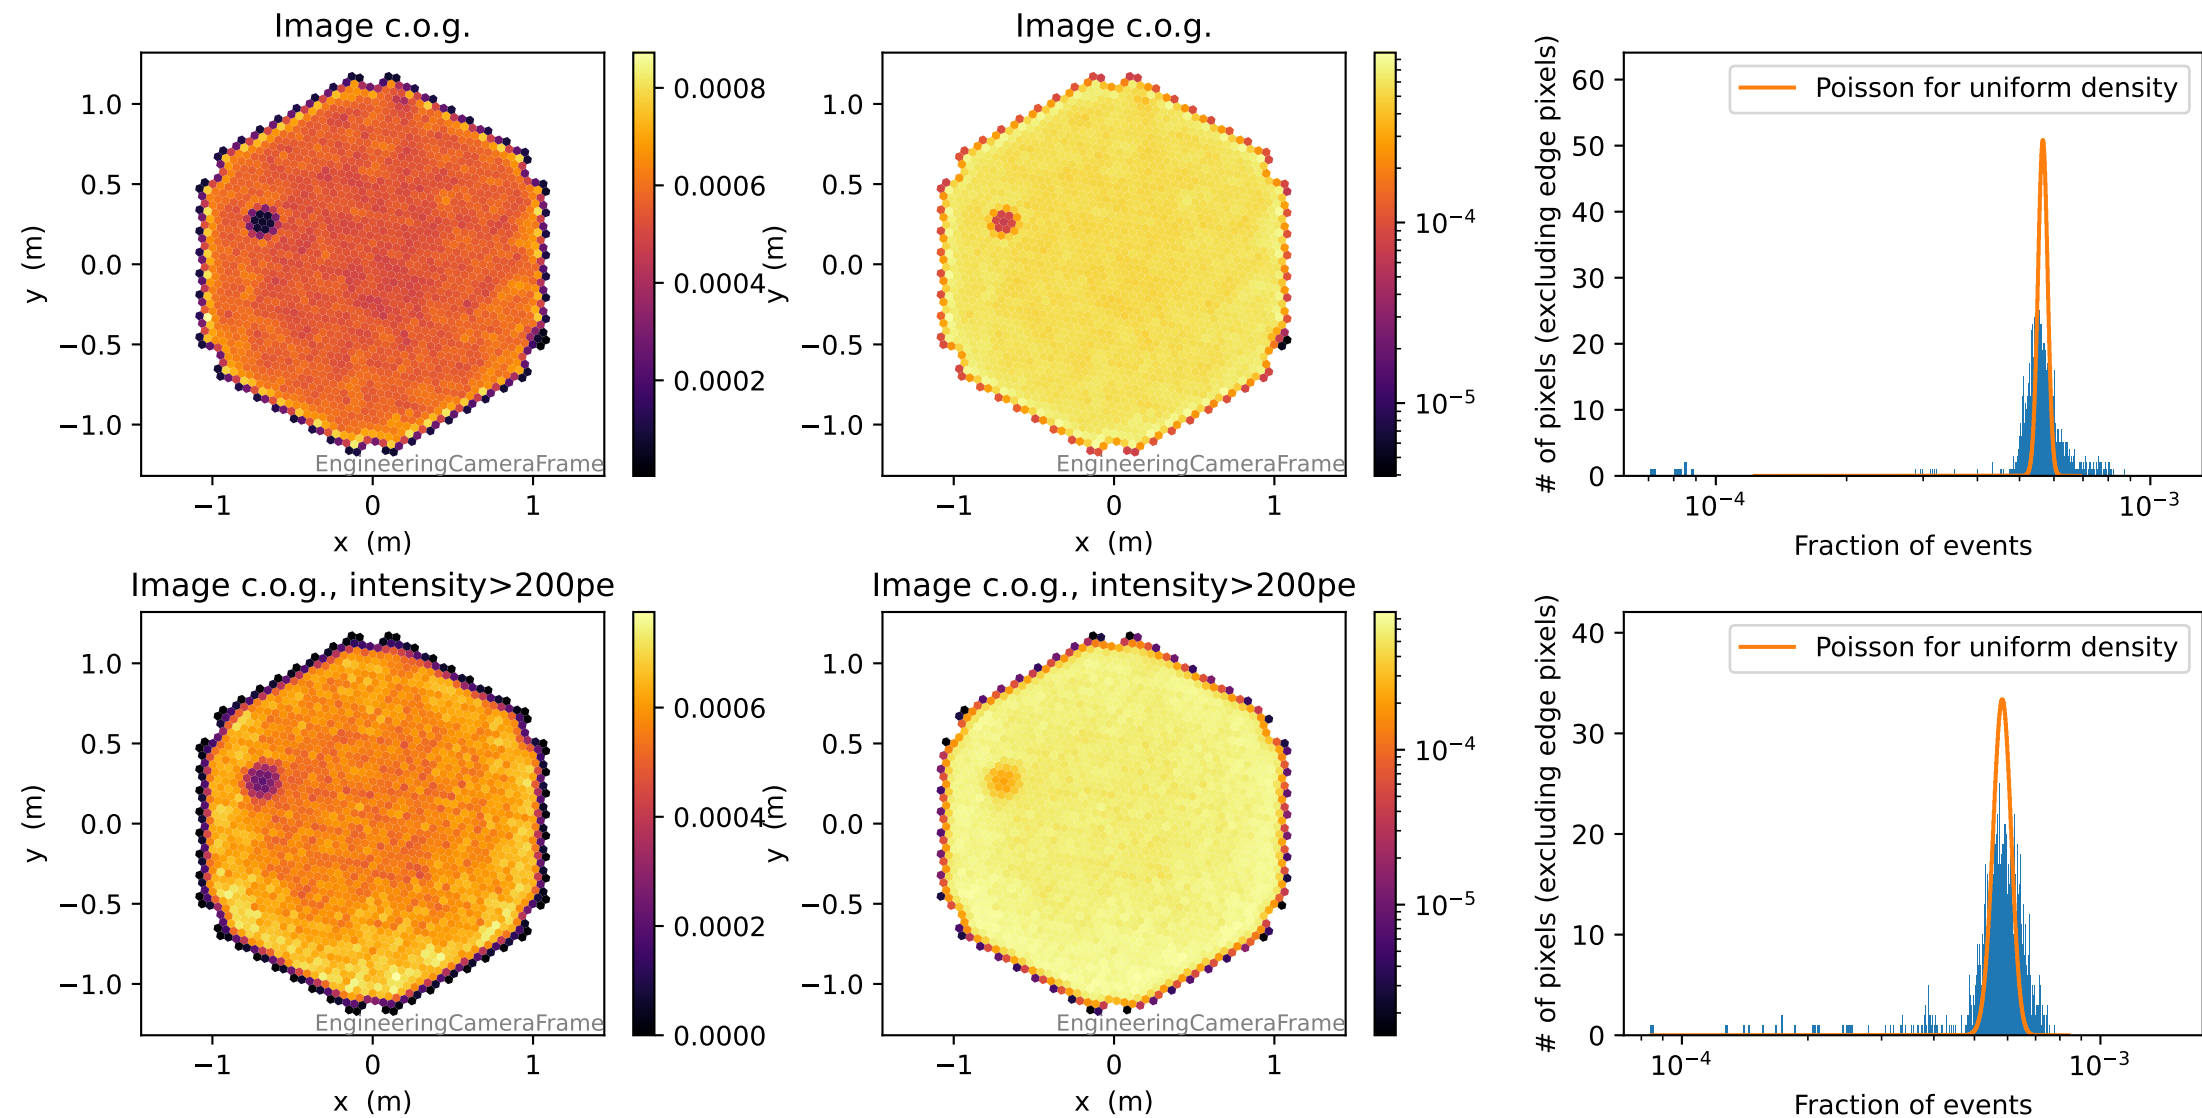 Image c.o.g.
y (m)
1.0
0.5
0.0
−0.5
−1.0
−1
0
1
x (m)
EngineeringCameraFrame
0.0008
0.0006
0.0004
0.0002
Image c.o.g.
y (m)
1.0
0.5
0.0
−0.5
−1.0
−1
0
1
x (m)
EngineeringCameraFrame
10⁻⁴
10⁻⁵
# of pixels (excluding edge pixels)
60
50
40
30
20
10
0
Poisson for uniform density
10⁻⁴
10⁻³
Fraction of events
Image c.o.g., intensity>200pe
y (m)
1.0
0.5
0.0
−0.5
−1.0
−1
0
1
x (m)
EngineeringCameraFrame
0.0006
0.0004
0.0002
0.0000
Image c.o.g., intensity>200pe
y (m)
1.0
0.5
0.0
−0.5
−1.0
−1
0
1
x (m)
EngineeringCameraFrame
10⁻⁴
10⁻⁵
# of pixels (excluding edge pixels)
40
30
20
10
0
Poisson for uniform density
10⁻⁴
10⁻³
Fraction of events